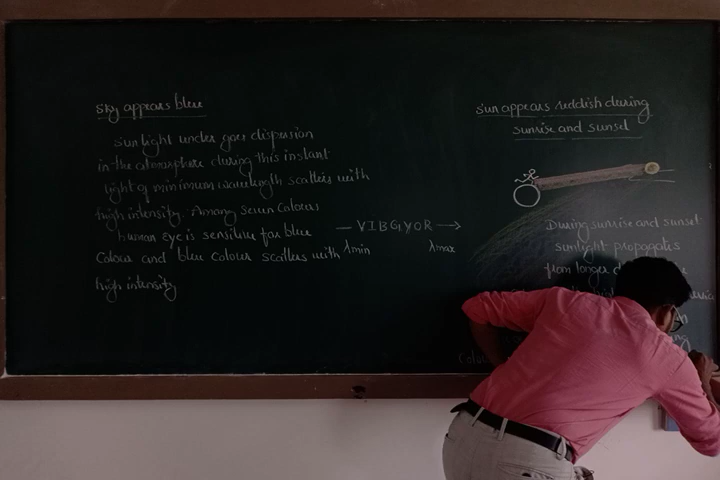 Sky appears blue
Sun light under goes dispersion
in the atmosphere during this instant
light of minimum wavelength scatters with
high intensity. Among Seven Colours
human eye is sensitive for blue
Colour and blue colour scatters with
high intensity
— VIBGYOR →
λmin λmax
Sun appears reddish during
sunrise and sunset
During sunrise and sunset
sunlight propagates
from longer